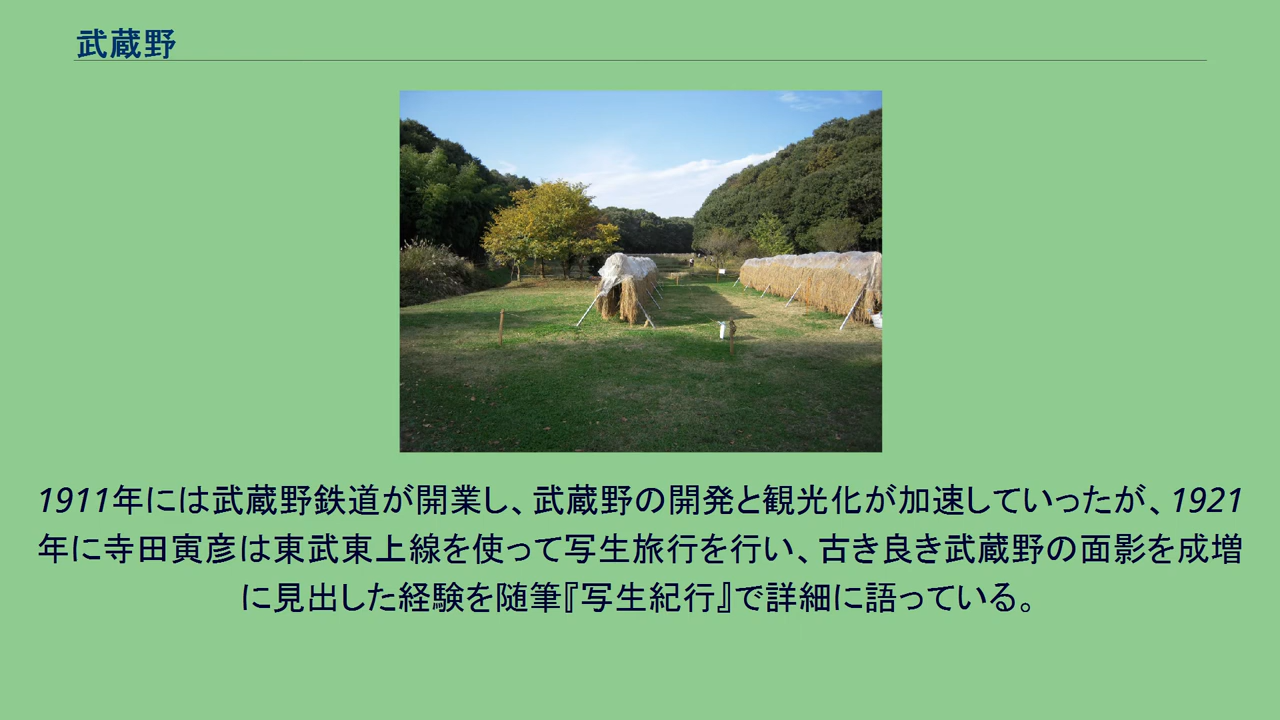 武蔵野
1911年には武蔵野鉄道が開業し、武蔵野の開発と観光化が加速していったが、1921
年に寺田寅彦は東武東上線を使って写生旅行を行い、古き良き武蔵野の面影を成増
に見出した経験を随筆『写生紀行』で詳細に語っている。